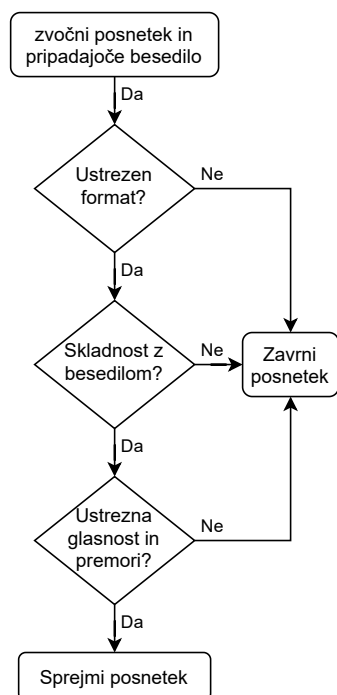 zvočni posnetek in
pripadajoče besedilo
Da
Ustrezen
format?
Ne
Da
Skladnost z
besedilom?
Ne
Zavrni
posnetek
Da
Ustrezna
glasnost in
premori?
Ne
Da
Sprejmi posnetek